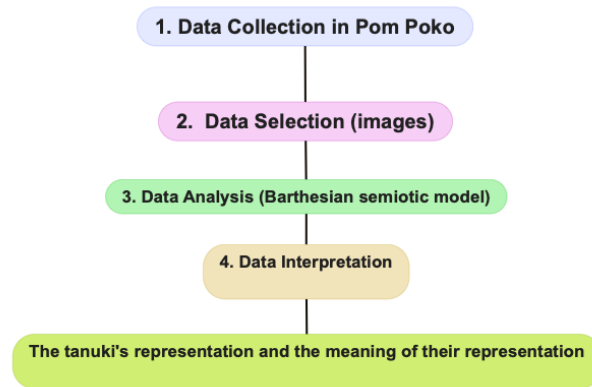 1. Data Collection in Pom Poko
2. Data Selection (images)
3. Data Analysis (Barthesian semiotic model)
4. Data Interpretation
The tanuki's representation and the meaning of their representation